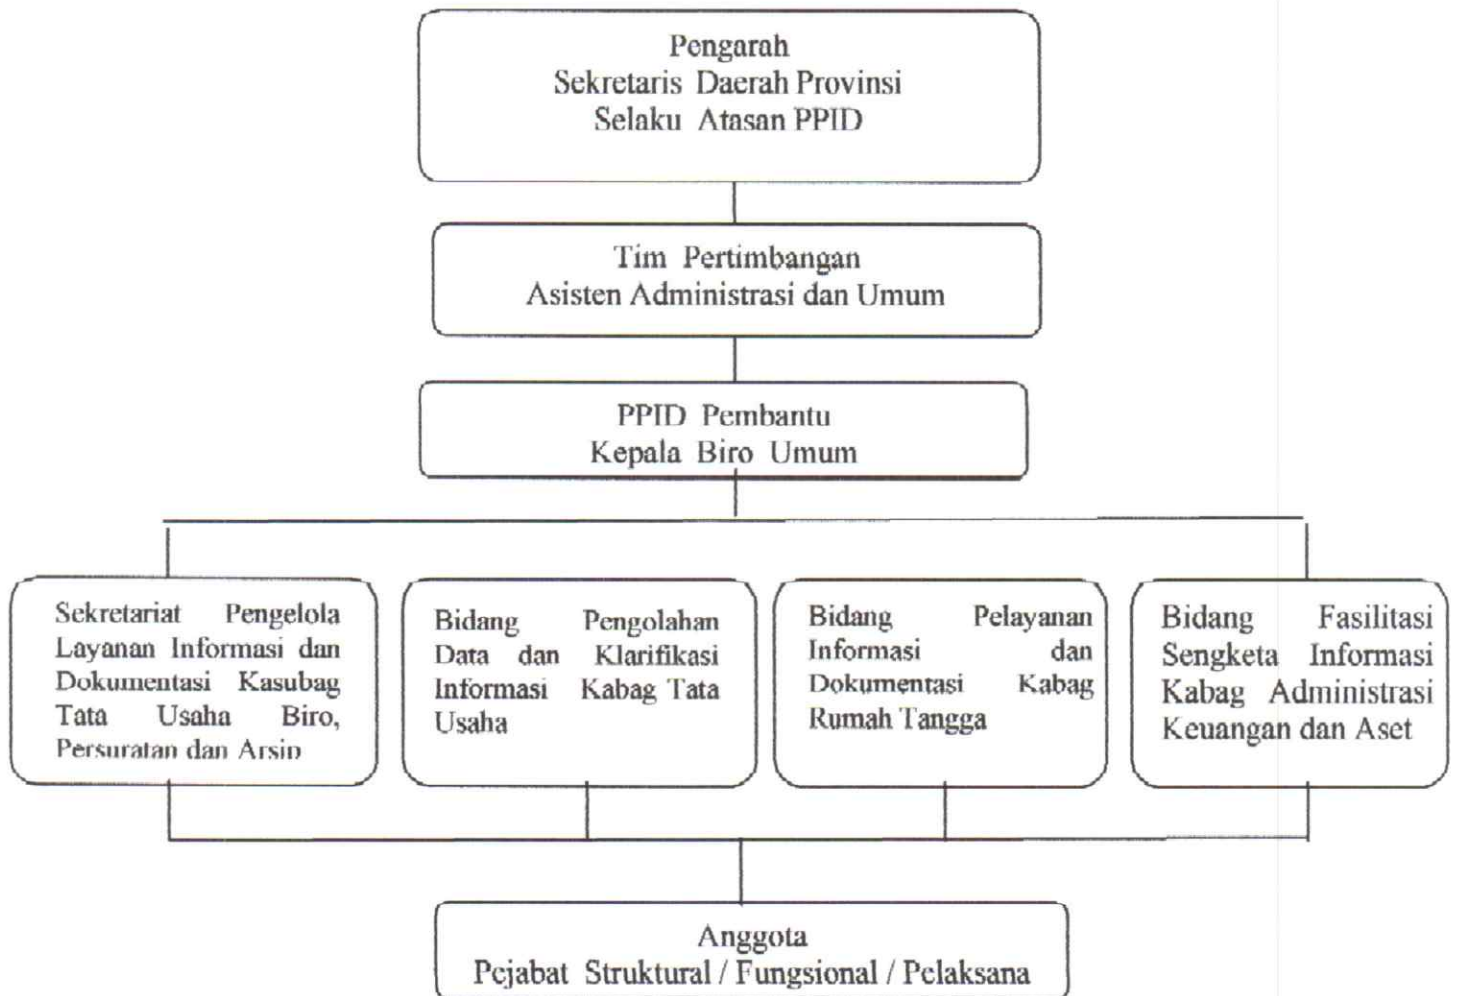 Pengarah
Sekretaris Daerah Provinsi
Selaku Atasan PPID
Tim Pertimbangan
Asisten Administrasi dan Umum
PPID Pembantu
Kepala Biro Umum
Sekretariat Pengelola
Layanan Informasi dan
Dokumentasi Kasubag
Tata Usaha Biro,
Persuratan dan Arsip
Bidang Pengolahan
Data dan Klarifikasi
Informasi Kabag Tata
Usaha
Bidang Pelayanan
Informasi dan
Dokumentasi Kabag
Rumah Tangga
Bidang Fasilitasi
Sengketa Informasi
Kabag Administrasi
Keuangan dan Aset
Anggota
Pejabat Struktural / Fungsional / Pelaksana